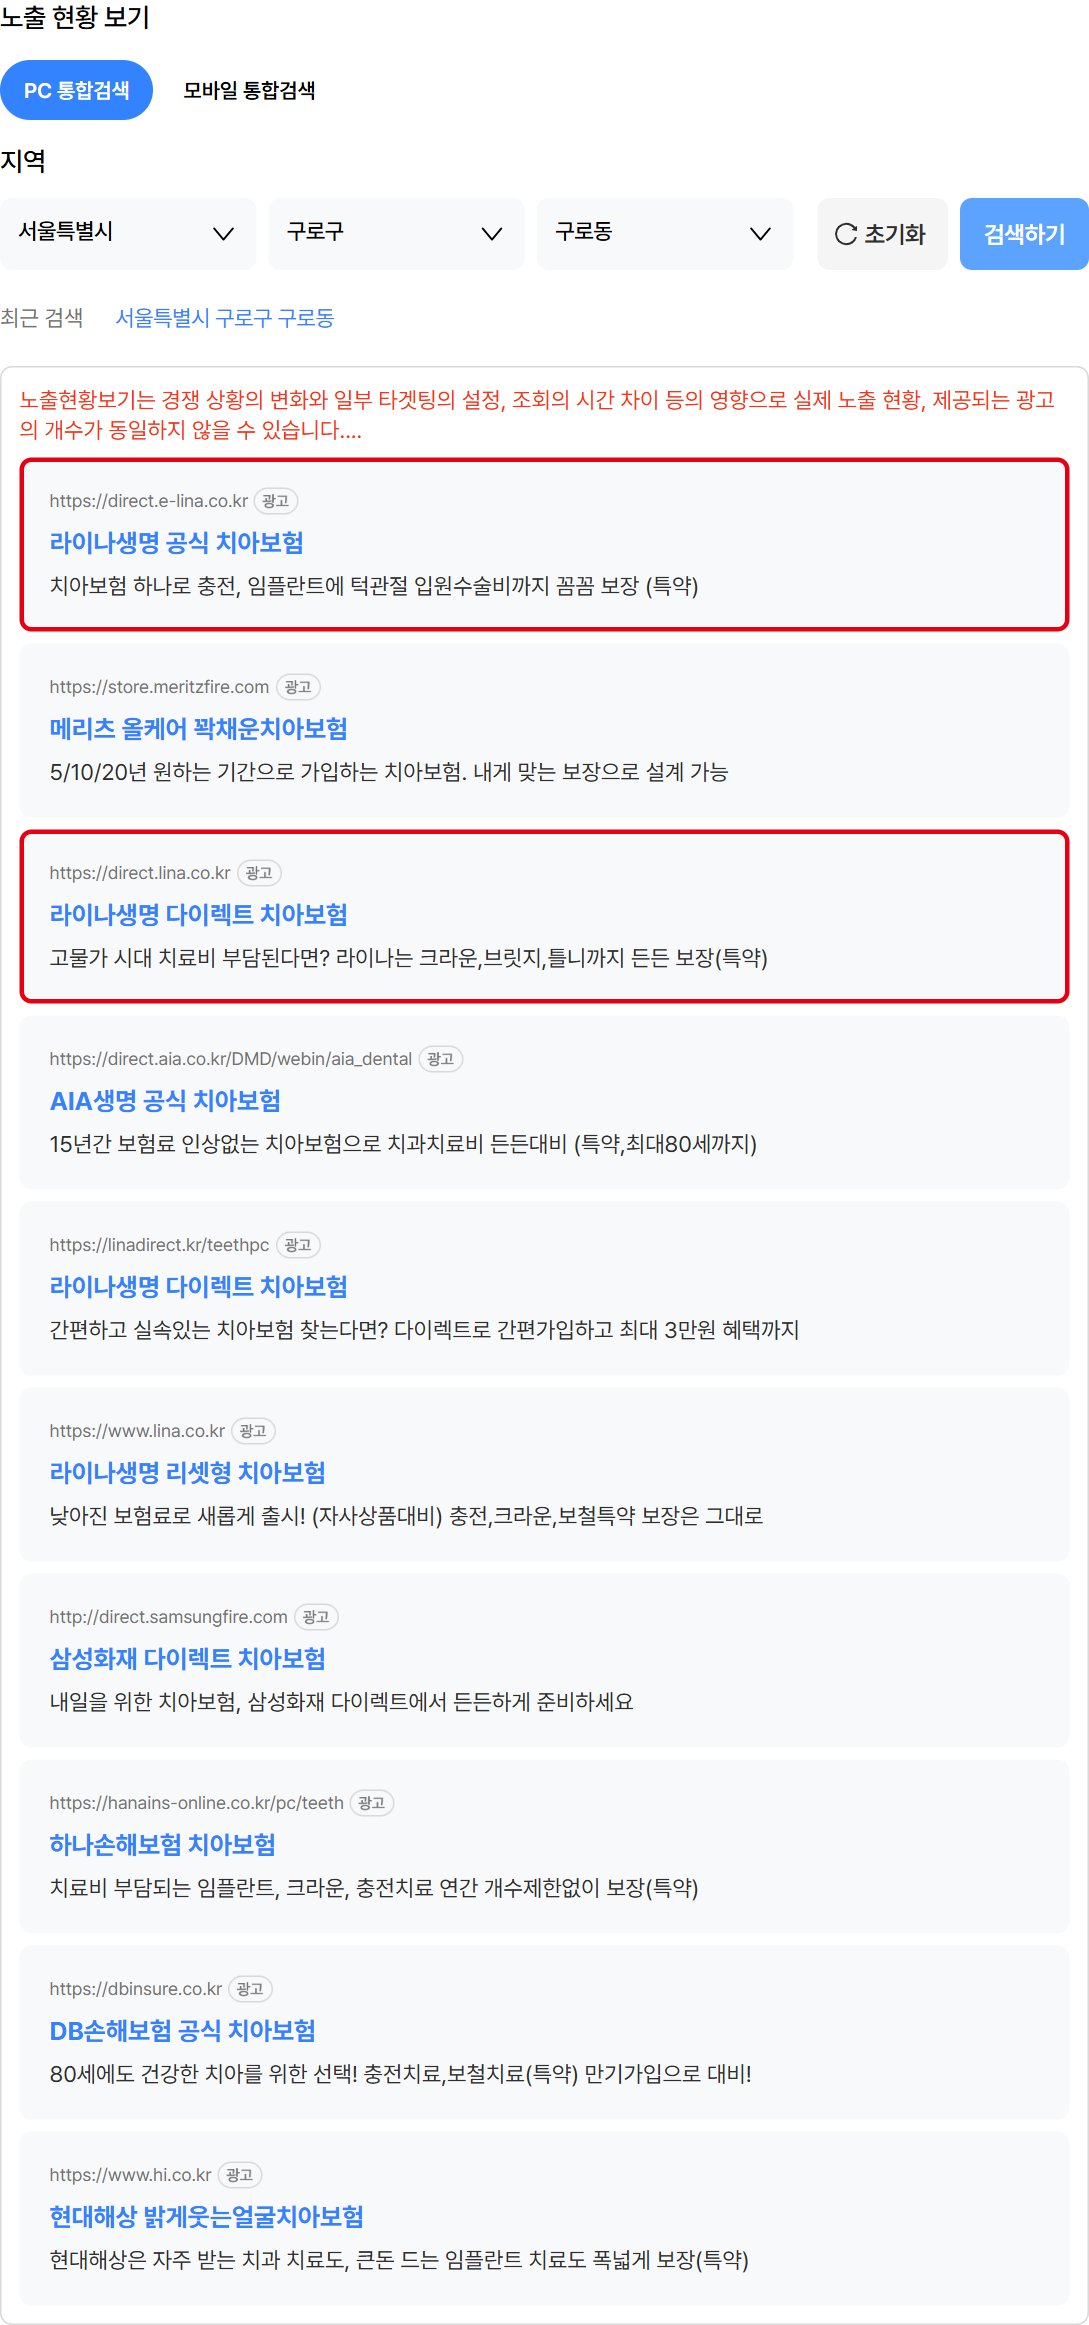 노출 현황 보기
PC 통합검색 모바일 통합검색
지역
서울특별시 구로구 구로동 초기화 검색하기
최근 검색 서울특별시 구로구 구로동
노출현황보기는 경쟁 상황의 변화와 일부 타겟팅의 설정, 조회의 시간 차이 등의 영향으로 실제 노출 현황, 제공되는 광고
의 개수가 동일하지 않을 수 있습니다....
https://direct.e-lina.co.kr 광고
라이나생명 공식 치아보험
치아보험 하나로 충전, 임플란트에 턱관절 입원수술비까지 꼼꼼 보장 (특약)
https://store.meritzfire.com 광고
메리츠 올케어 꽉채운치아보험
5/10/20년 원하는 기간으로 가입하는 치아보험. 내게 맞는 보장으로 설계 가능
https://direct.lina.co.kr 광고
라이나생명 다이렉트 치아보험
고물가 시대 치료비 부담된다면? 라이나는 크라운,브릿지,틀니까지 든든 보장(특약)
https://direct.aia.co.kr/DMD/webin/aia_dental 광고
AIA생명 공식 치아보험
15년간 보험료 인상없는 치아보험으로 치과치료비 든든대비 (특약,최대80세까지)
https://linadirect.kr/teethpc 광고
라이나생명 다이렉트 치아보험
간편하고 실속있는 치아보험 찾는다면? 다이렉트로 간편가입하고 최대 3만원 혜택까지
https://www.lina.co.kr 광고
라이나생명 리셋형 치아보험
낮아진 보험료로 새롭게 출시! (자사상품대비) 충전,크라운,보철특약 보장은 그대로
http://direct.samsungfire.com 광고
삼성화재 다이렉트 치아보험
내일을 위한 치아보험, 삼성화재 다이렉트에서 든든하게 준비하세요
https://hanains-online.co.kr/pc/teeth 광고
하나손해보험 치아보험
치료비 부담되는 임플란트, 크라운, 충전치료 연간 개수제한없이 보장(특약)
https://dbinsure.co.kr 광고
DB손해보험 공식 치아보험
80세에도 건강한 치아를 위한 선택! 충전치료,보철치료(특약) 만기가입으로 대비!
https://www.hi.co.kr 광고
현대해상 밝게웃는얼굴치아보험
현대해상은 자주 받는 치과 치료도, 큰돈 드는 임플란트 치료도 폭넓게 보장(특약)